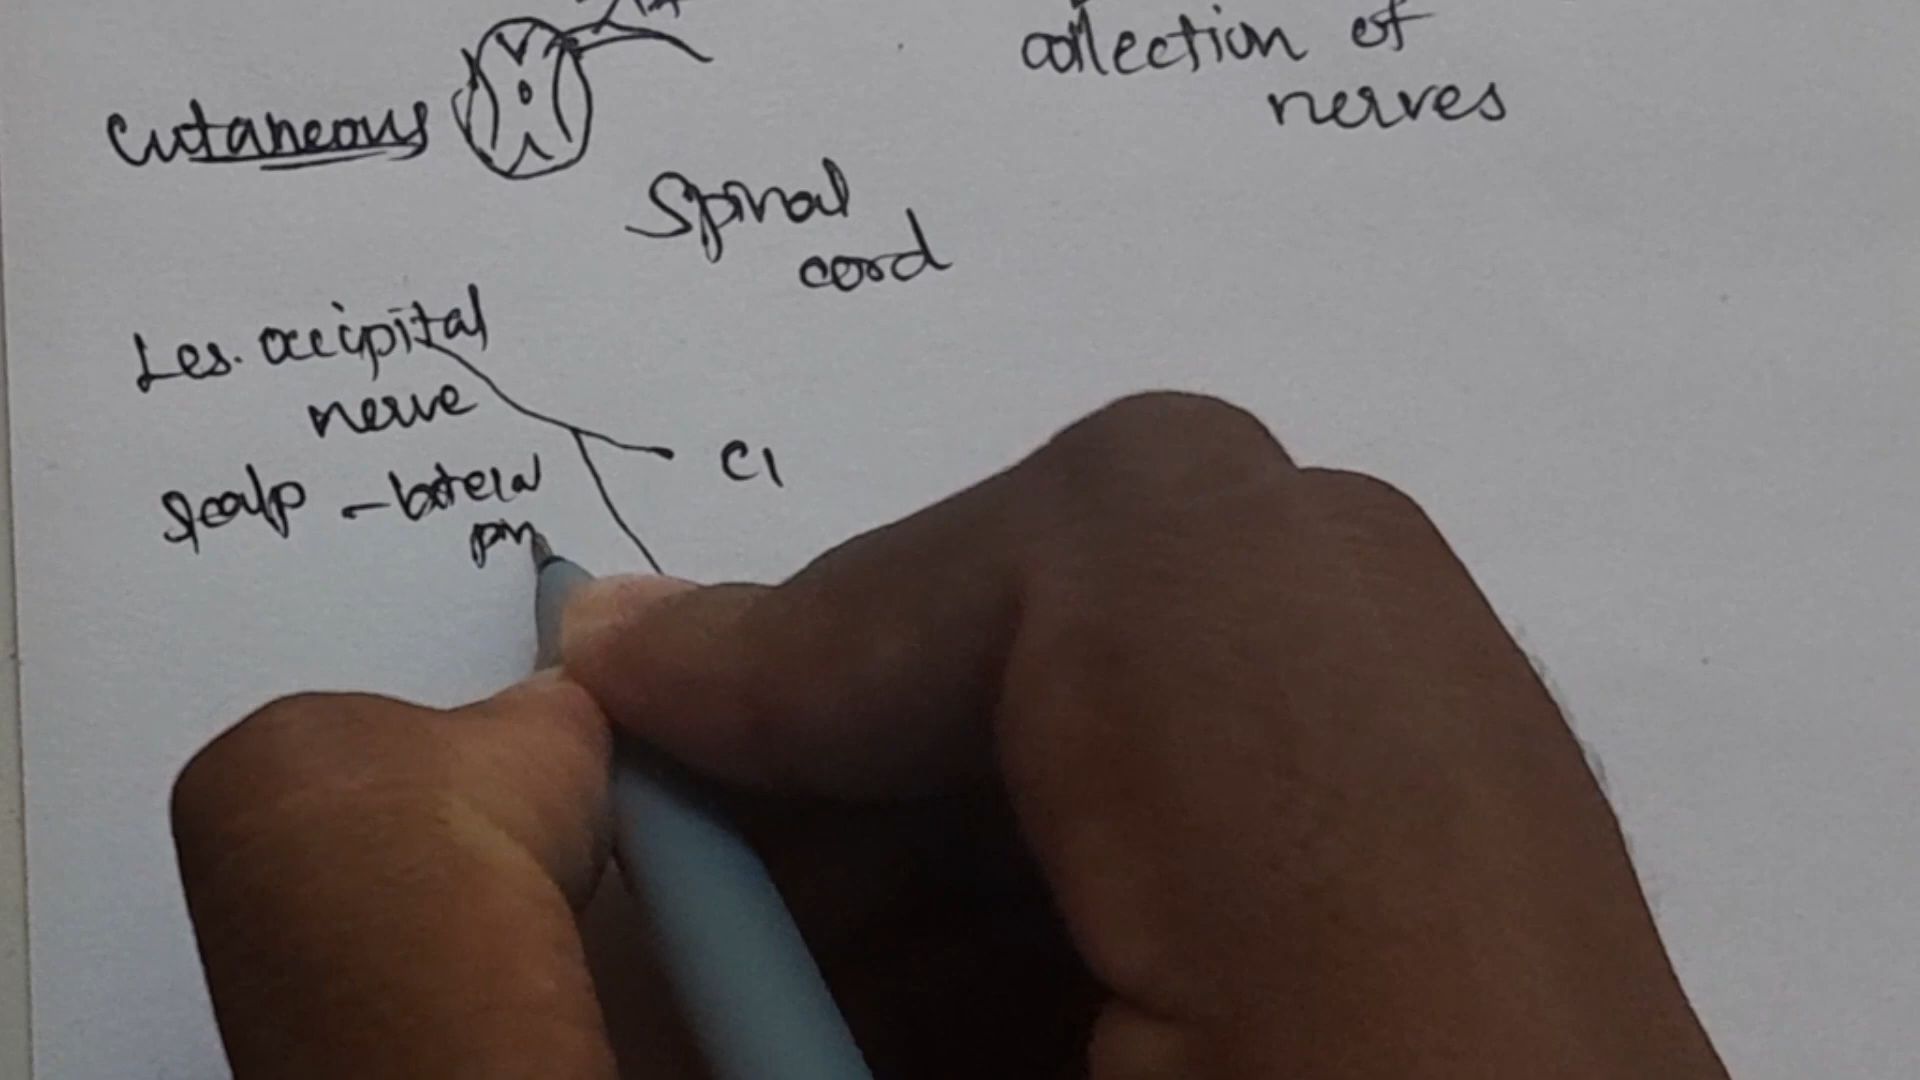 collection of
nerves
cutaneous
Spinal
cord
Les. occipital
nerve
C1
Scalp - lateral